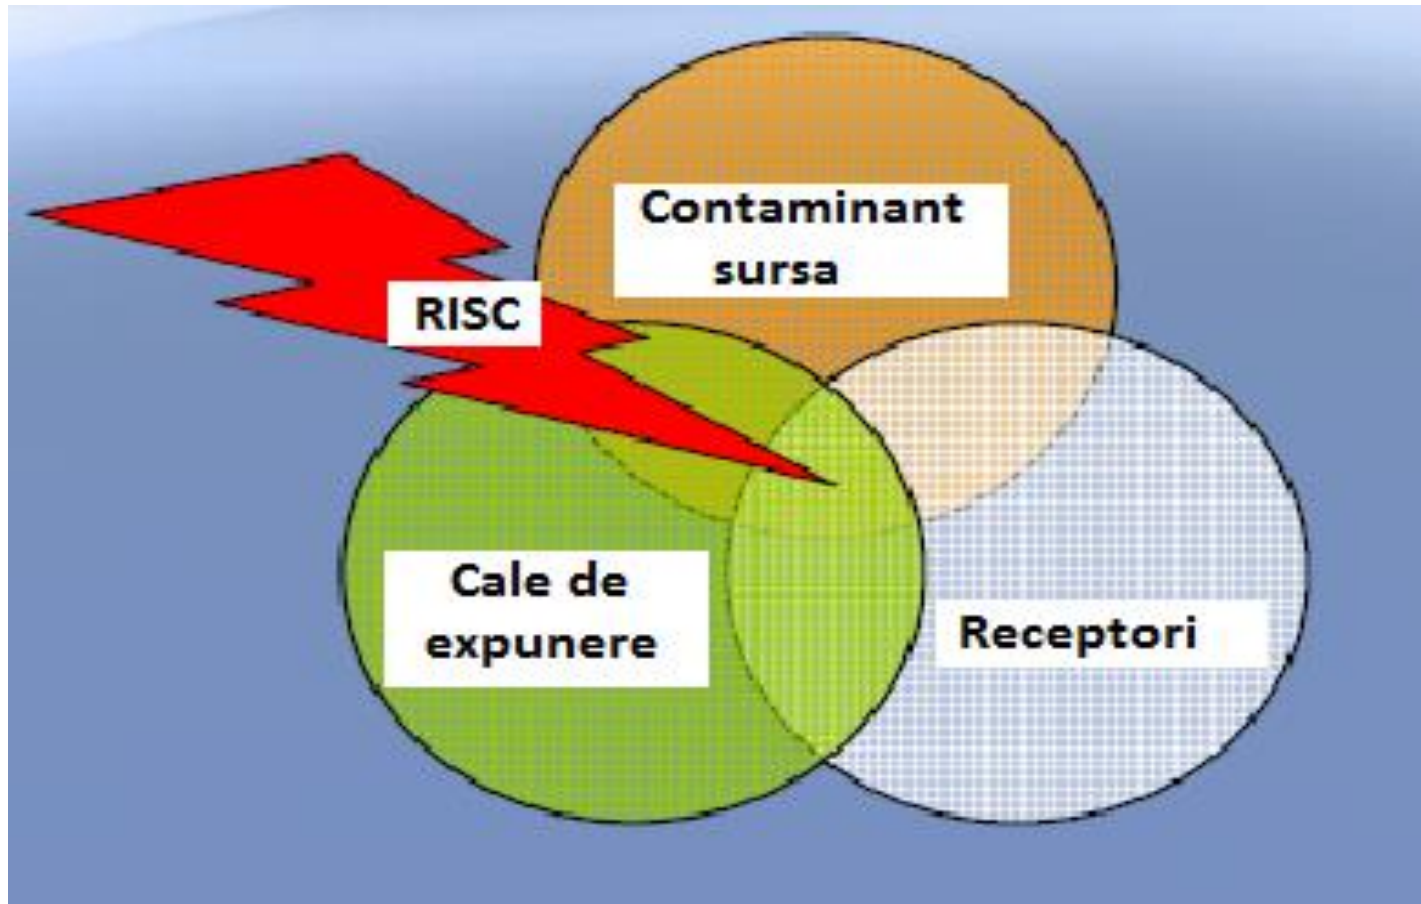 Contaminant
sursa
RISC
Cale de
expunere
Receptori